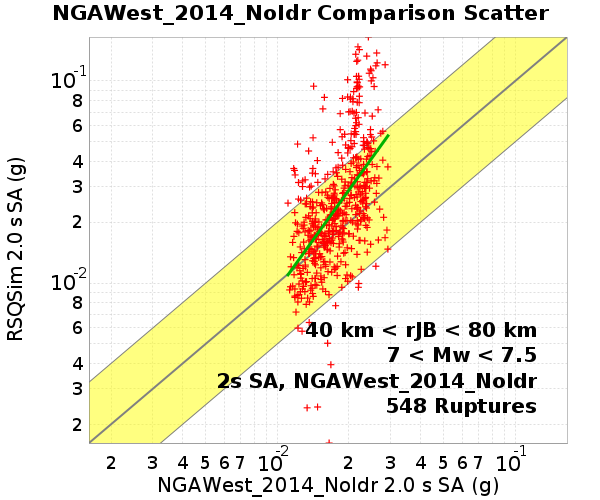 NGAWest_2014_NoIdr Comparison Scatter
RSQSim 2.0 s SA (g)
10-1
8
6
4
3
2
10-2
8
6
4
3
2
40 km < rJB < 80 km
7 < Mw < 7.5
2s SA, NGAWest_2014_NoIdr
548 Ruptures
2 3 4 5 6 7 10-2 2 3 4 5 6 7 10-1
NGAWest_2014_NoIdr 2.0 s SA (g)